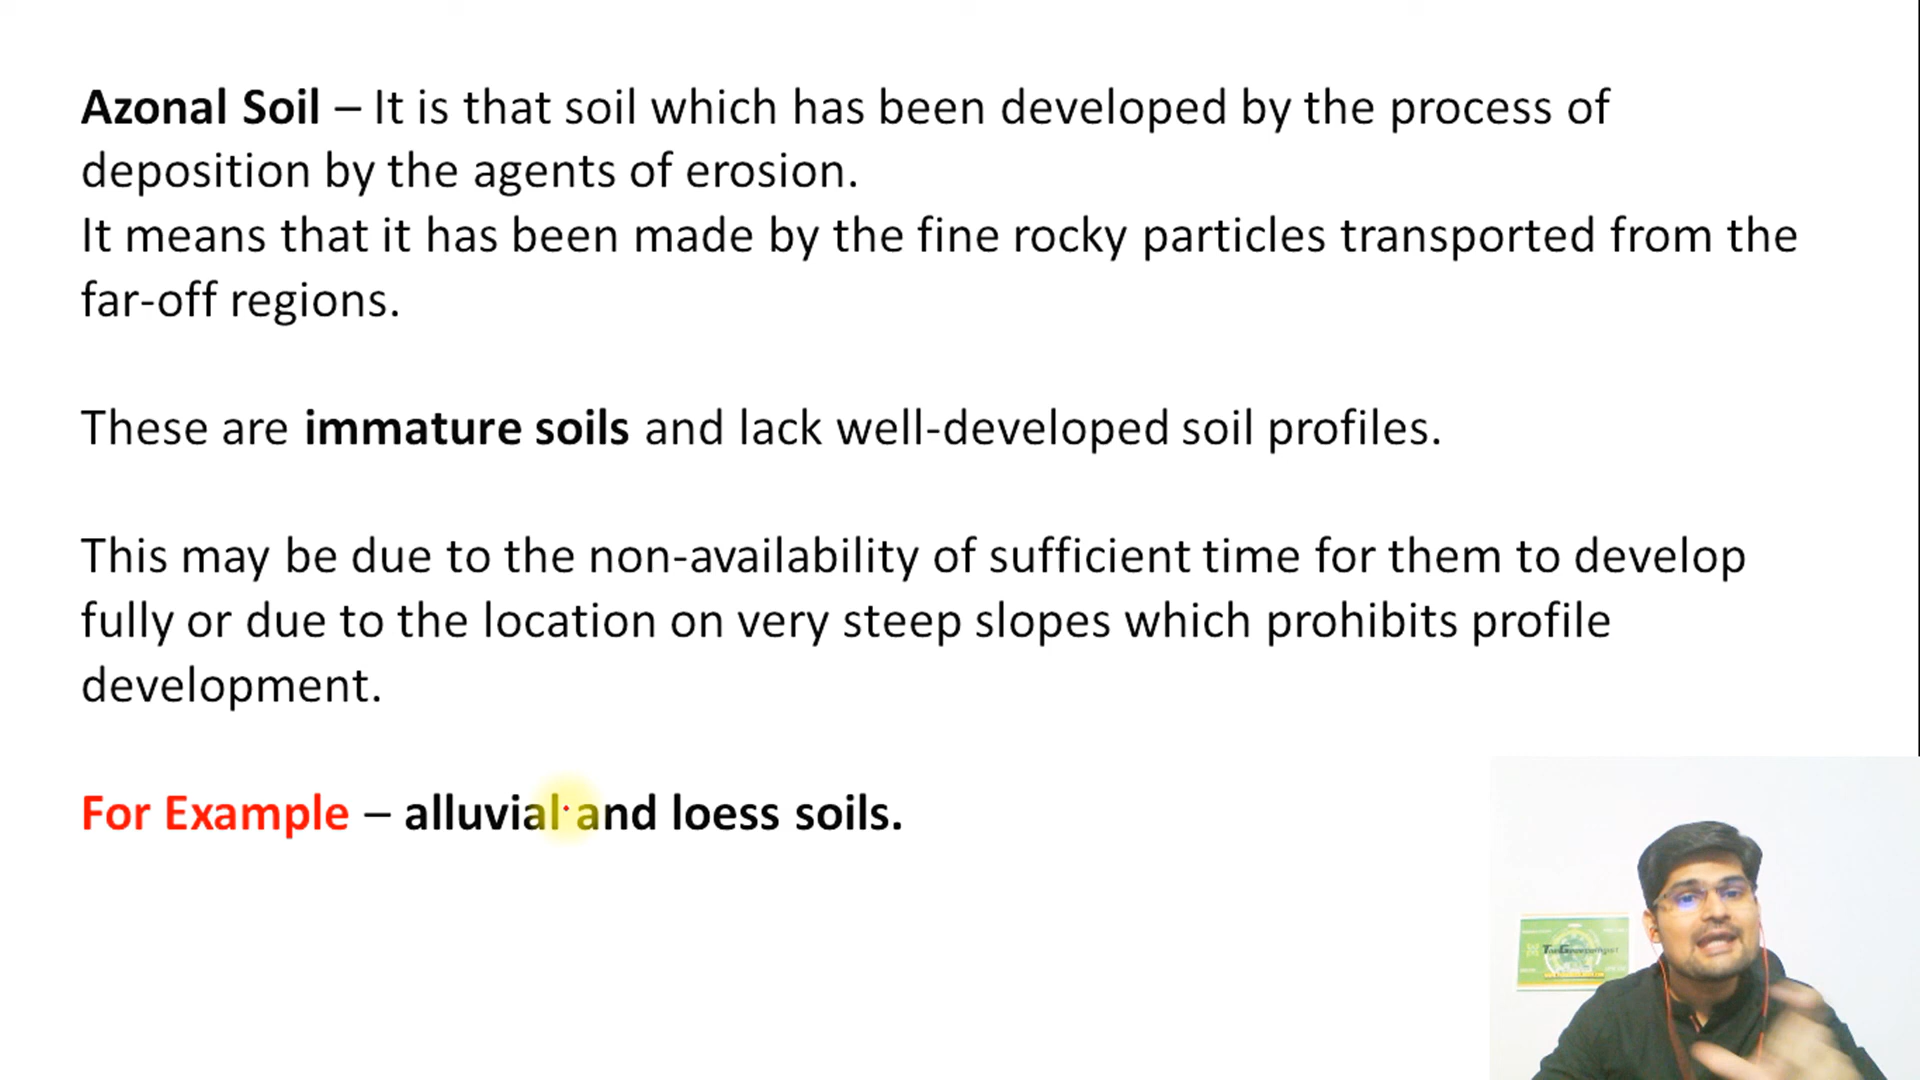 Azonal Soil – It is that soil which has been developed by the process of
deposition by the agents of erosion.
It means that it has been made by the fine rocky particles transported from the
far-off regions.
These are immature soils and lack well-developed soil profiles.
This may be due to the non-availability of sufficient time for them to develop
fully or due to the location on very steep slopes which prohibits profile
development.
For Example – alluvial and loess soils.